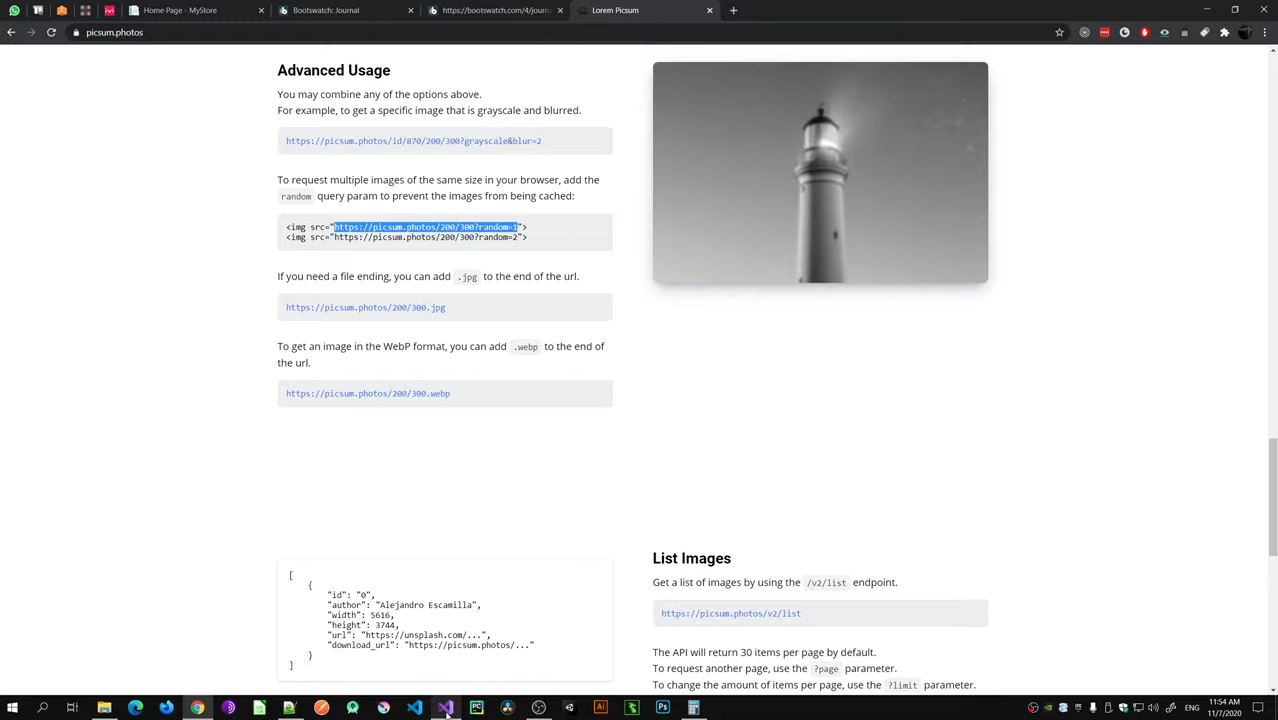 Home Page - MyStore
Bootswatch: Journal
https://bootswatch.com/4/journ
Lorem Picsum
picsum.photos
Advanced Usage
You may combine any of the options above.
For example, to get a specific image that is grayscale and blurred.
https://picsum.photos/id/870/200/300?grayscale&blur=2
To request multiple images of the same size in your browser, add the
random query param to prevent the images from being cached:
<img src="https://picsum.photos/200/300?random=1">
<img src="https://picsum.photos/200/300?random=2">
If you need a file ending, you can add .jpg to the end of the url.
https://picsum.photos/200/300.jpg
To get an image in the WebP format, you can add .webp to the end of
the url.
https://picsum.photos/200/300.webp
[
{
"id": "0",
"author": "Alejandro Escamilla",
"width": 5616,
"height": 3744,
"url": "https://unsplash.com/...",
"download_url": "https://picsum.photos/..."
}
]
List Images
Get a list of images by using the /v2/list endpoint.
https://picsum.photos/v2/list
The API will return 30 items per page by default.
To request another page, use the ?page parameter.
To change the amount of items per page, use the ?limit parameter.
Ai
Ps
PC
ENG
11:54 AM
11/7/2020